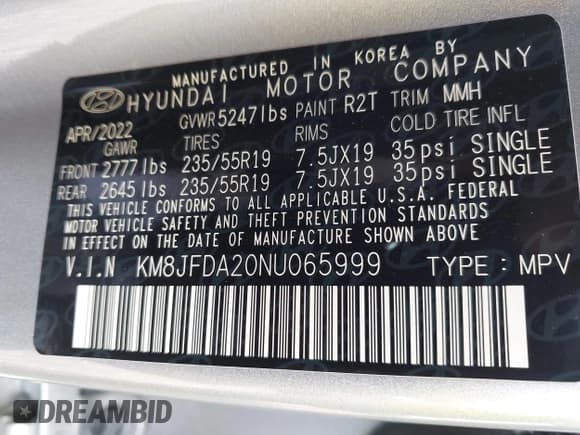 MANUFACTURED IN KOREA BY
HYUNDAI MOTOR COMPANY
APR/2022 GVWR 5247lbs PAINT R2T TRIM MMH
GAWR TIRES RIMS COLD TIRE INFL
FRONT 2777lbs 235/55R19 7.5JX19 35psi SINGLE
REAR 2645lbs 235/55R19 7.5JX19 35psi SINGLE
THIS VEHICLE CONFORMS TO ALL APPLICABLE U.S.A. FEDERAL
MOTOR VEHICLE SAFETY AND THEFT PREVENTION STANDARDS
IN EFFECT ON THE DATE OF MANUFACTURE SHOWN ABOVE.
V.I.N KM8JFDA20NU065999 TYPE : MPV
DREAMBID